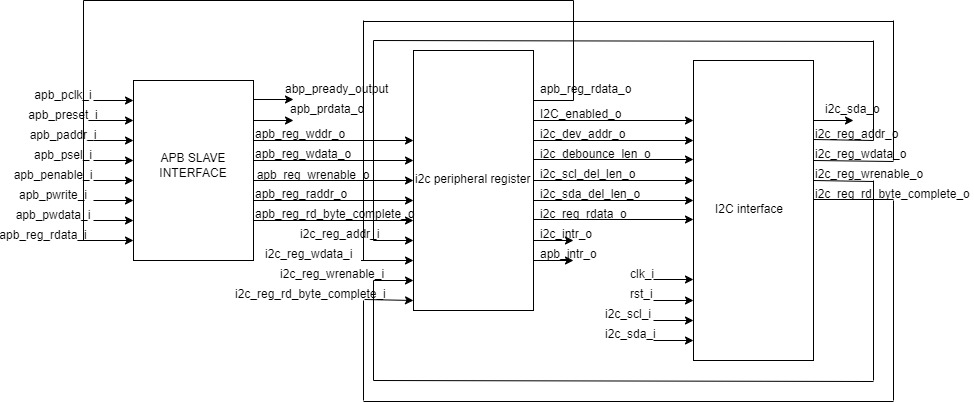 apb_pclk_i
apb_preset_i
apb_paddr_i
apb_psel_i
apb_penable_i
apb_pwrite_i
apb_pwdata_i
apb_reg_rdata_i
APB SLAVE
INTERFACE
abp_pready_output
apb_prdata_o
apb_reg_wddr_o
apb_reg_wdata_o
apb_reg_wrenable_o
apb_reg_raddr_o
apb_reg_rd_byte_complete_o
i2c_reg_addr_i
i2c_reg_wdata_i
i2c_reg_wrenable_i
i2c_reg_rd_byte_complete_i
i2c peripheral register
apb_reg_rdata_o
I2C_enabled_o
i2c_dev_addr_o
i2c_debounce_len_o
i2c_scl_del_len_o
i2c_sda_del_len_o
i2c_reg_rdata_o
i2c_intr_o
apb_intr_o
clk_i
rst_i
i2c_scl_i
i2c_sda_i
I2C interface
i2c_sda_o
i2c_reg_addr_o
i2c_reg_wdata_o
i2c_reg_wrenable_o
i2c_reg_rd_byte_complete_o